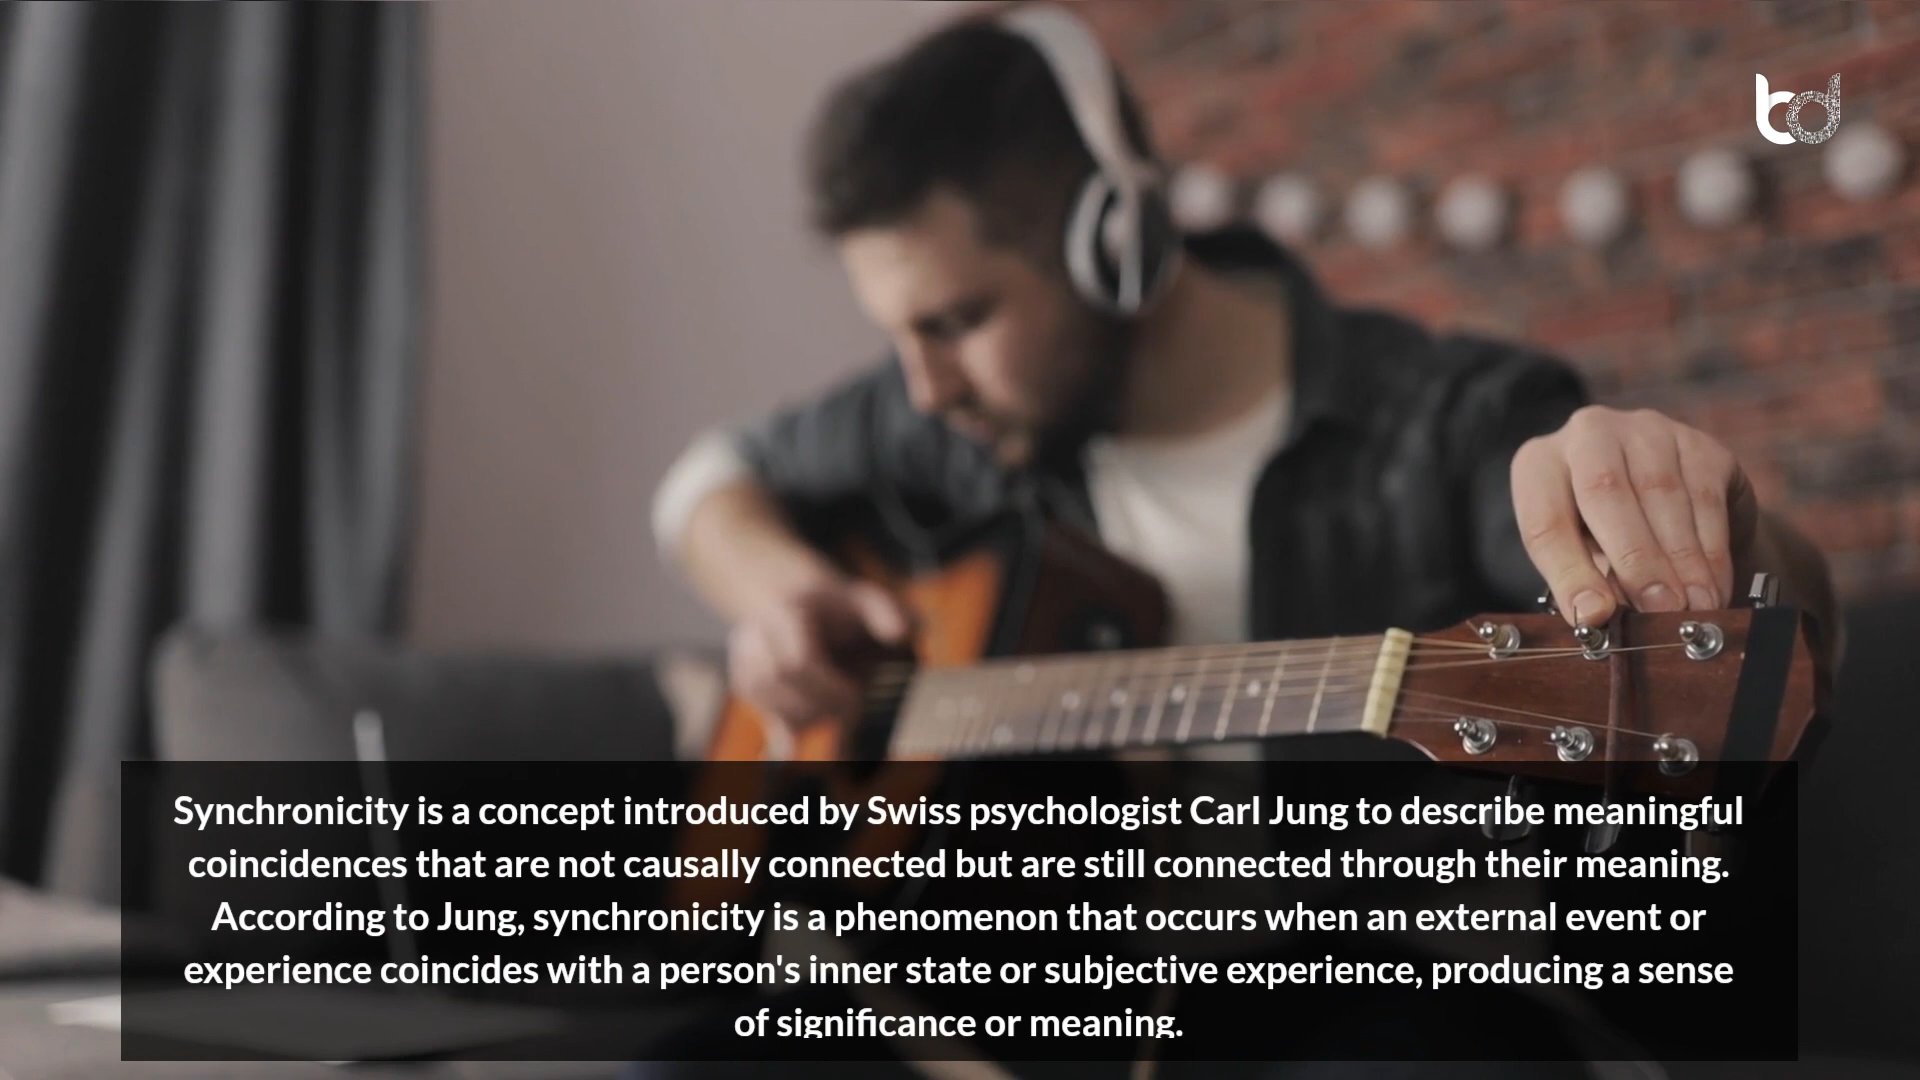 bd
Synchronicity is a concept introduced by Swiss psychologist Carl Jung to describe meaningful
coincidences that are not causally connected but are still connected through their meaning.
According to Jung, synchronicity is a phenomenon that occurs when an external event or
experience coincides with a person's inner state or subjective experience, producing a sense
of significance or meaning.